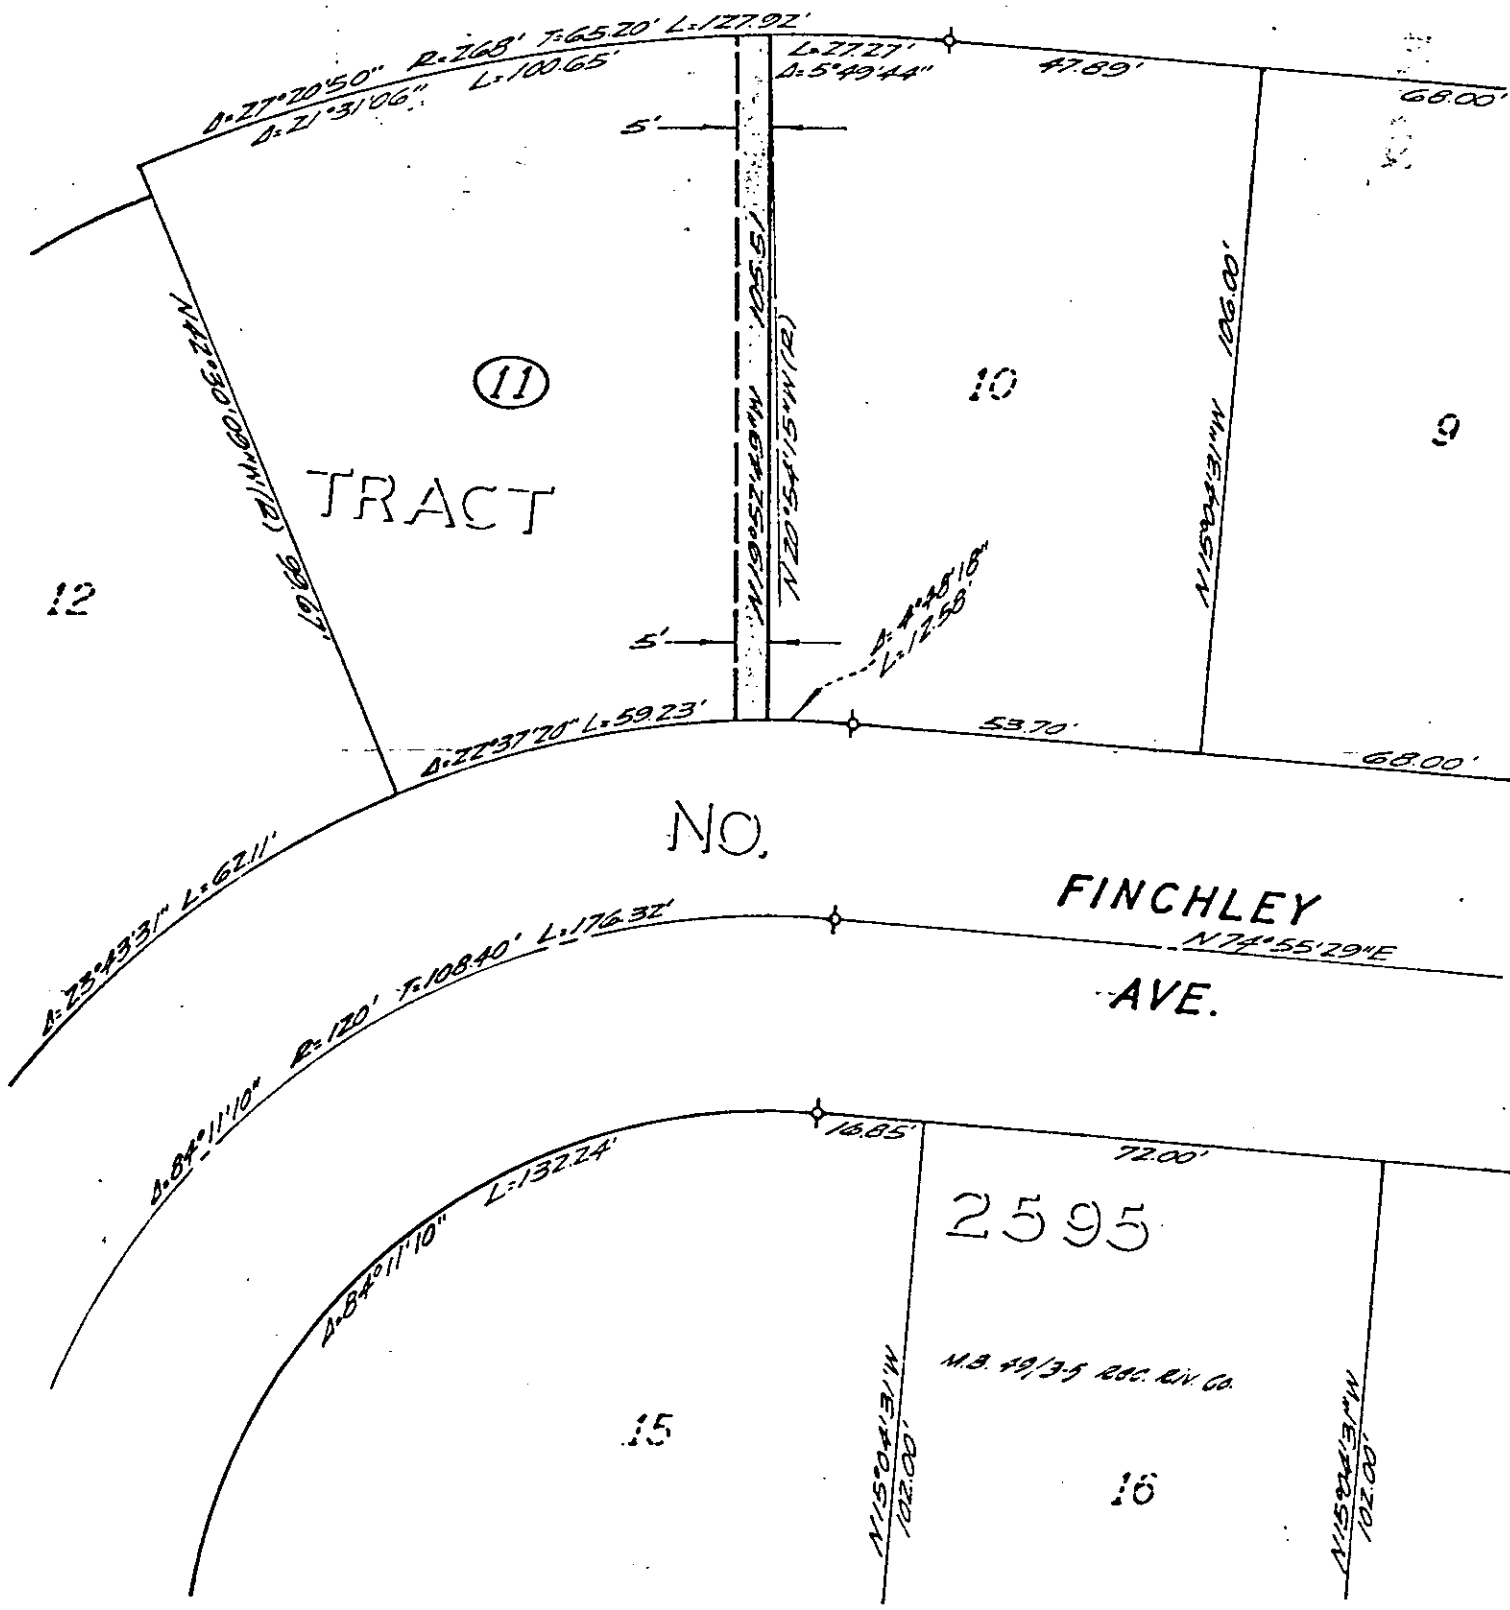 Δ=27°20'50" R=268' T=65.20' L=127.92'
Δ=21°31'06" L=100.65'
L=27.27'
Δ=5°49'44"
47.89'
68.00'
5'
N42°30'09"W(R) 99.67'
11
TRACT
12
N19°52'49"W 105.51'
N20°54'15"W(R)
10
N15°04'31"W 106.00'
9
5'
Δ=4°48'18"
L=12.58'
Δ=22°37'20" L=59.23'
53.70'
68.00'
NO.
Δ=23°43'31" L=62.11'
FINCHLEY
N74°55'29"E
AVE.
Δ=84°11'10" R=120' T=108.40' L=176.32'
Δ=84°11'10" L=132.24'
16.85'
72.00'
2595
M.B. 49/3-5 REC. RIV. CO.
15
N15°04'31"W
102.00'
16
N15°04'31"W
102.00'